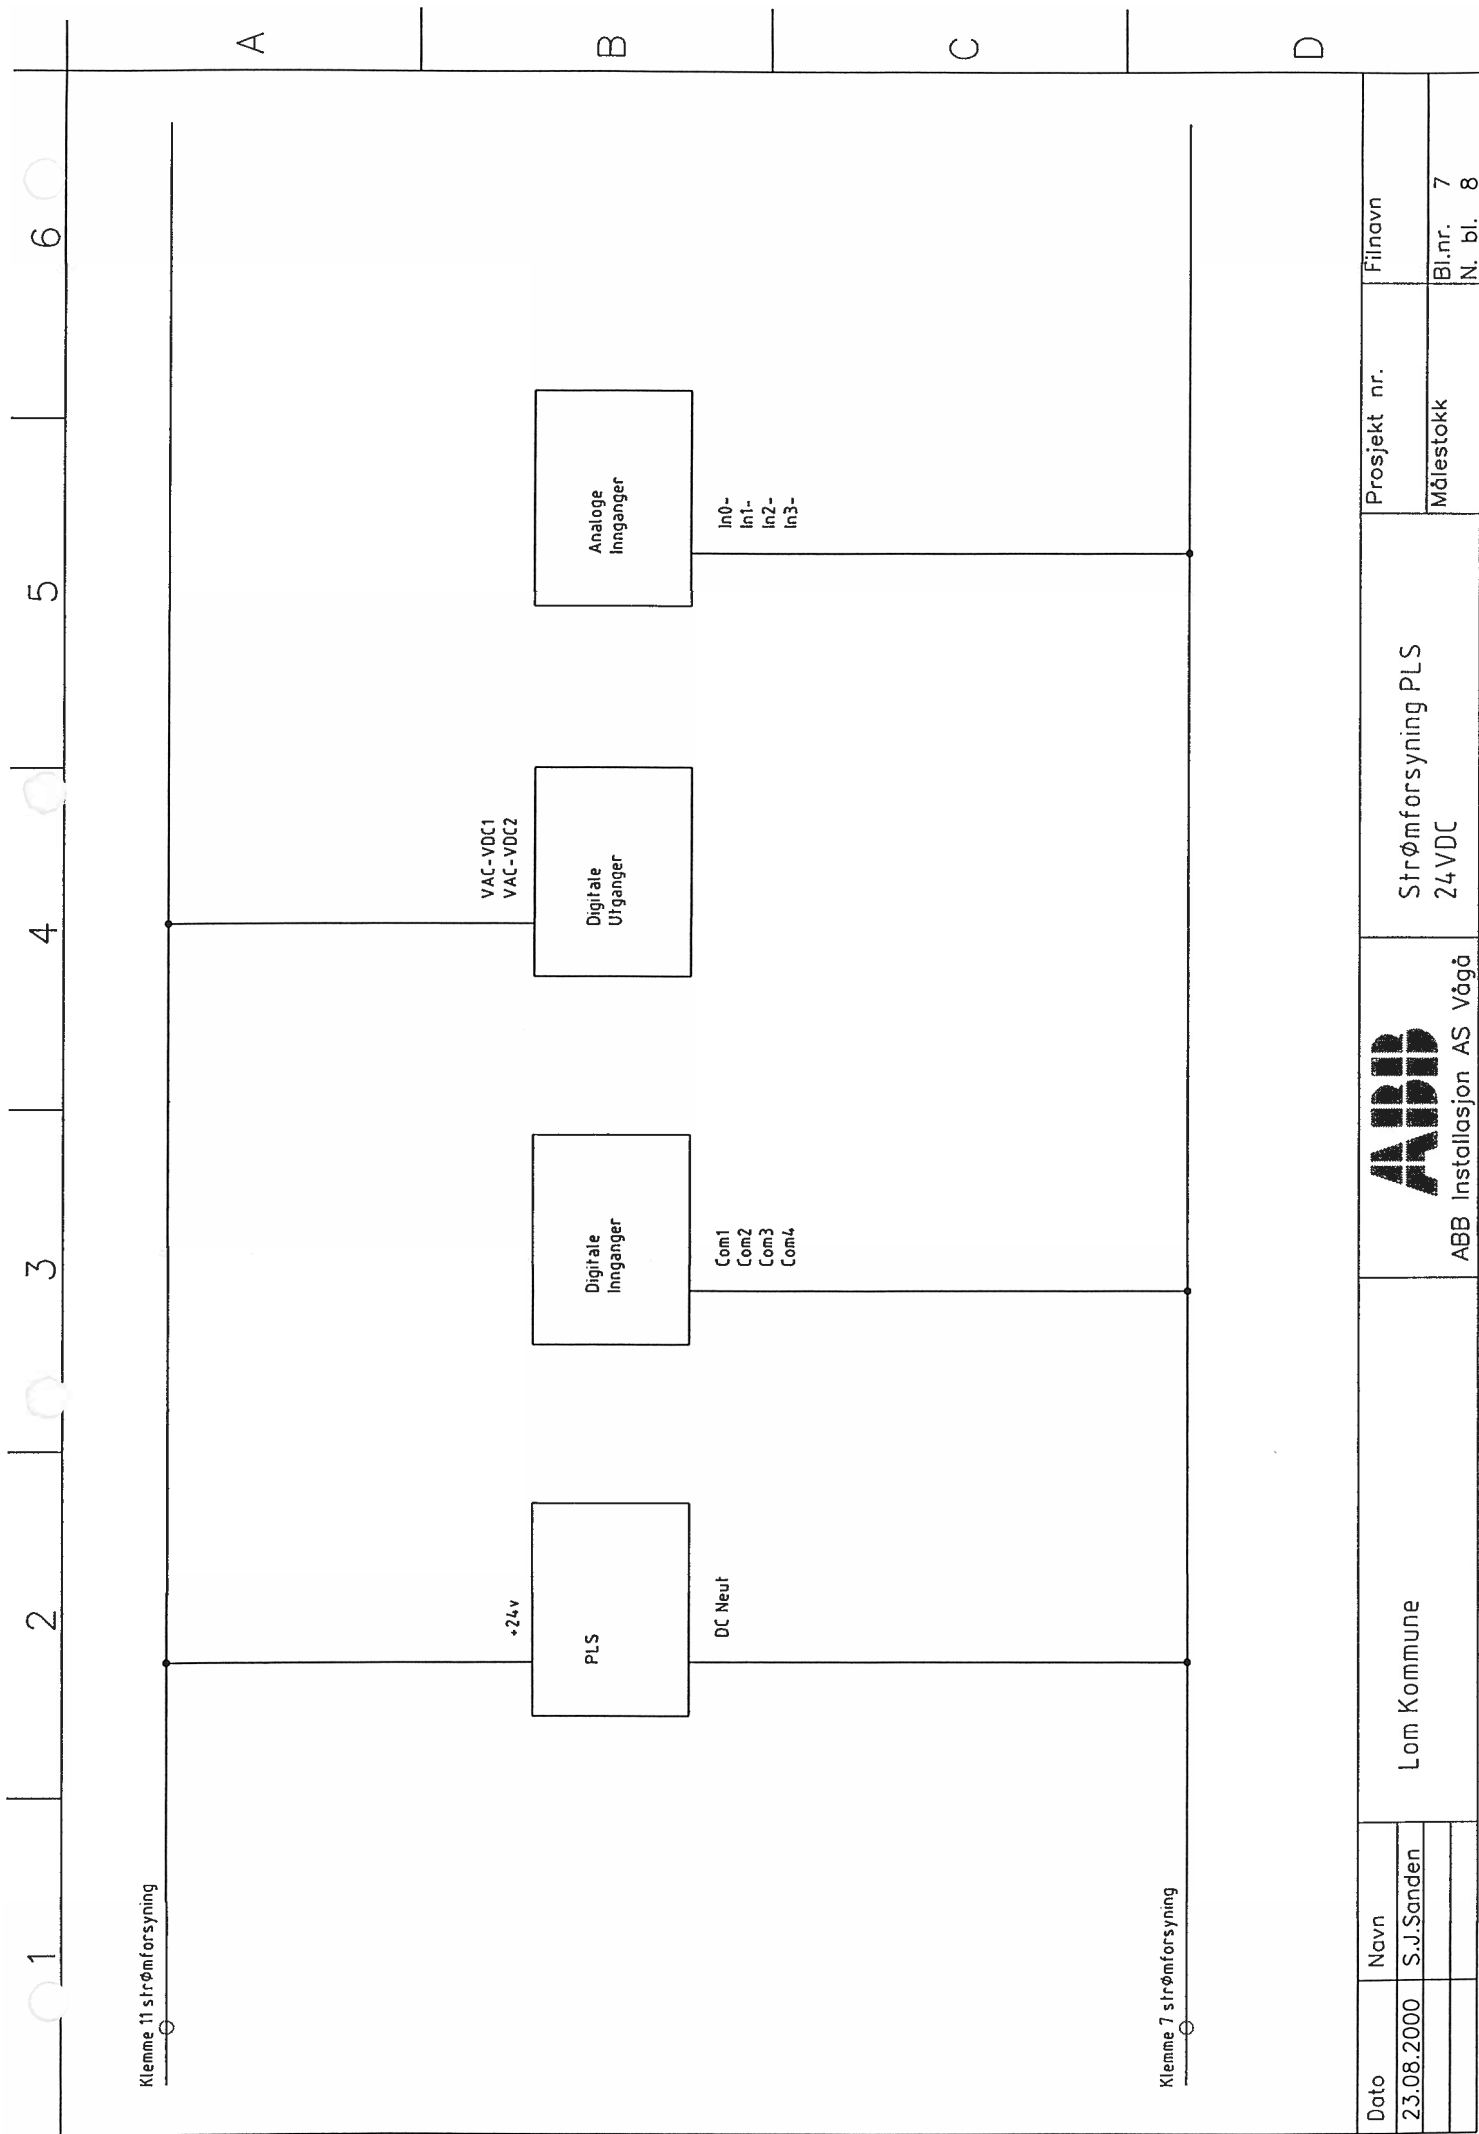 1 2 3 4 5 6
A
B
C
D
Klemme 11 strømforsyning
+24v
PLS
DC Neut
Digitale
Innganger
Com1
Com2
Com3
Com4
VAC-VDC1
VAC-VDC2
Digitale
Utganger
Analoge
Innganger
In0-
In1-
In2-
In3-
Klemme 7 strømforsyning
Dato Navn
23.08.2000 S.J.Sanden
Lom Kommune
ABB
ABB Installasjon AS Vågå
Strømforsyning PLS
24VDC
Prosjekt nr.
Målestokk
Filnavn
Bl.nr. 7
N. bl. 8